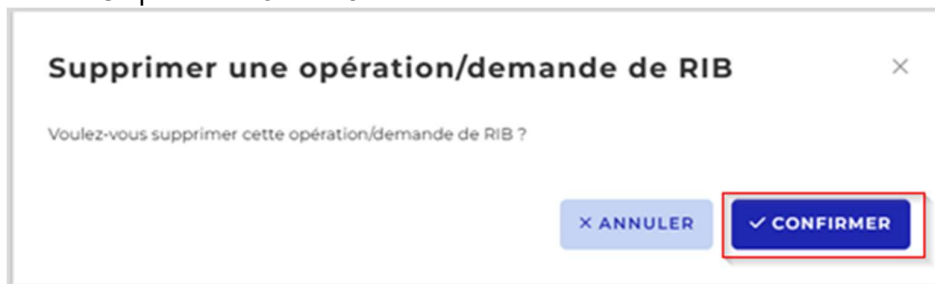 Supprimer une opération/demande de RIB
Voulez-vous supprimer cette opération/demande de RIB ?
× ANNULER
✓ CONFIRMER